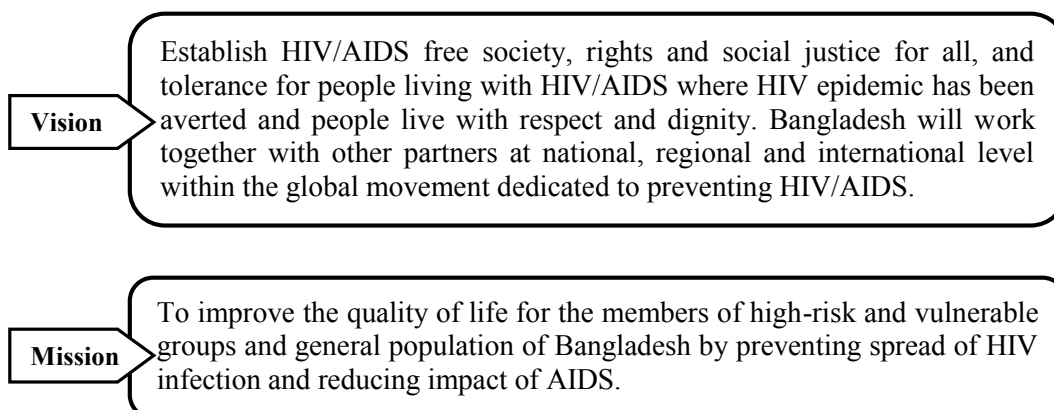 Vision
Establish HIV/AIDS free society, rights and social justice for all, and
tolerance for people living with HIV/AIDS where HIV epidemic has been
averted and people live with respect and dignity. Bangladesh will work
together with other partners at national, regional and international level
within the global movement dedicated to preventing HIV/AIDS.
Mission
To improve the quality of life for the members of high-risk and vulnerable
groups and general population of Bangladesh by preventing spread of HIV
infection and reducing impact of AIDS.